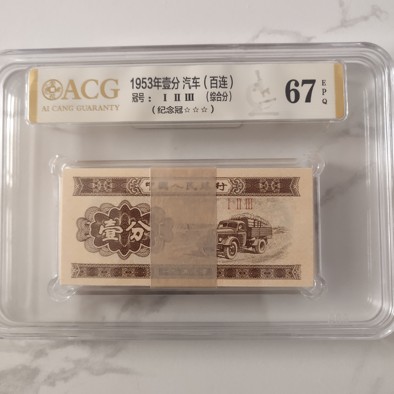 ACG
AI CANG GUARANTY
1953年壹分 汽车（百连）
冠号： Ⅰ Ⅱ Ⅲ （综合分）
（纪念冠☆☆☆）
67 EPQ
中国人民银行
Ⅰ Ⅱ Ⅲ
壹分